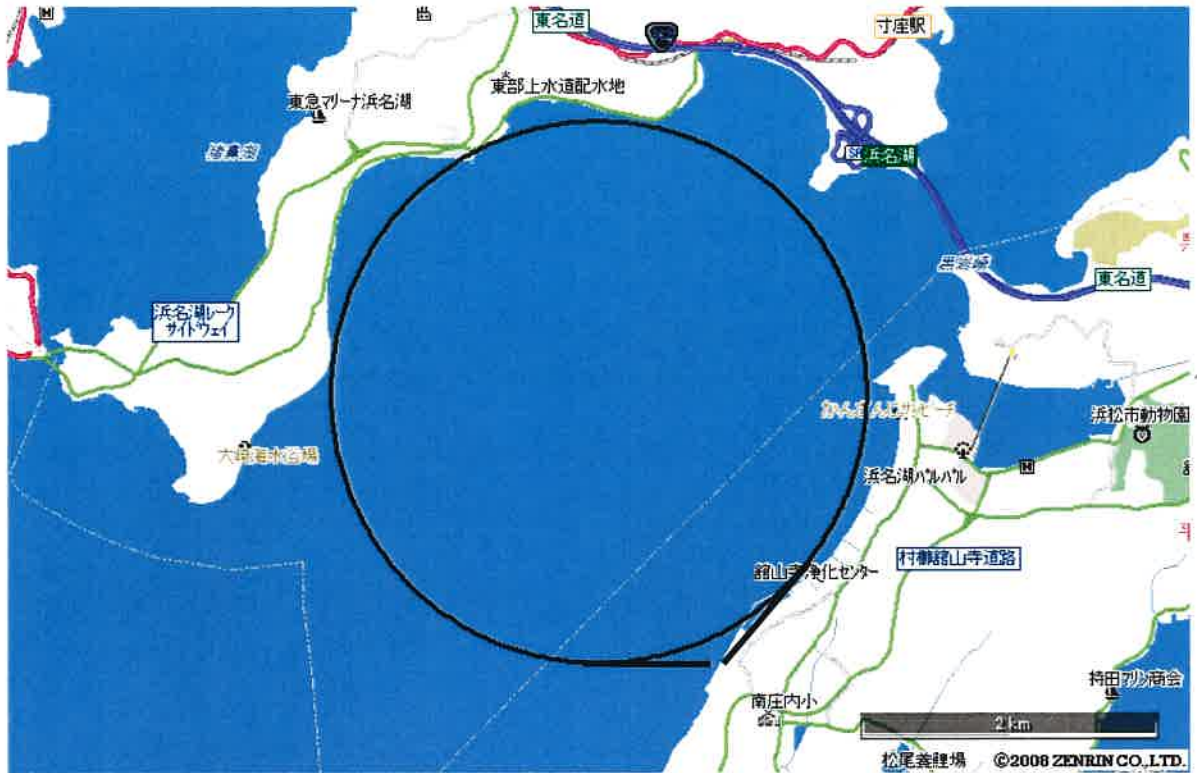 H
東名道
寸座駅
東部上水道配水地
東急マリーナ浜名湖
浜名湖
東名道
浜名湖レーク
サイドウェイ
浜松市動物園
浜名湖パルパル
H
舘山寺浄化センター
村櫛舘山寺道路
持田マリン商会
南庄内小
2 km
松尾養鯉場
©2008 ZENRIN CO.,LTD.